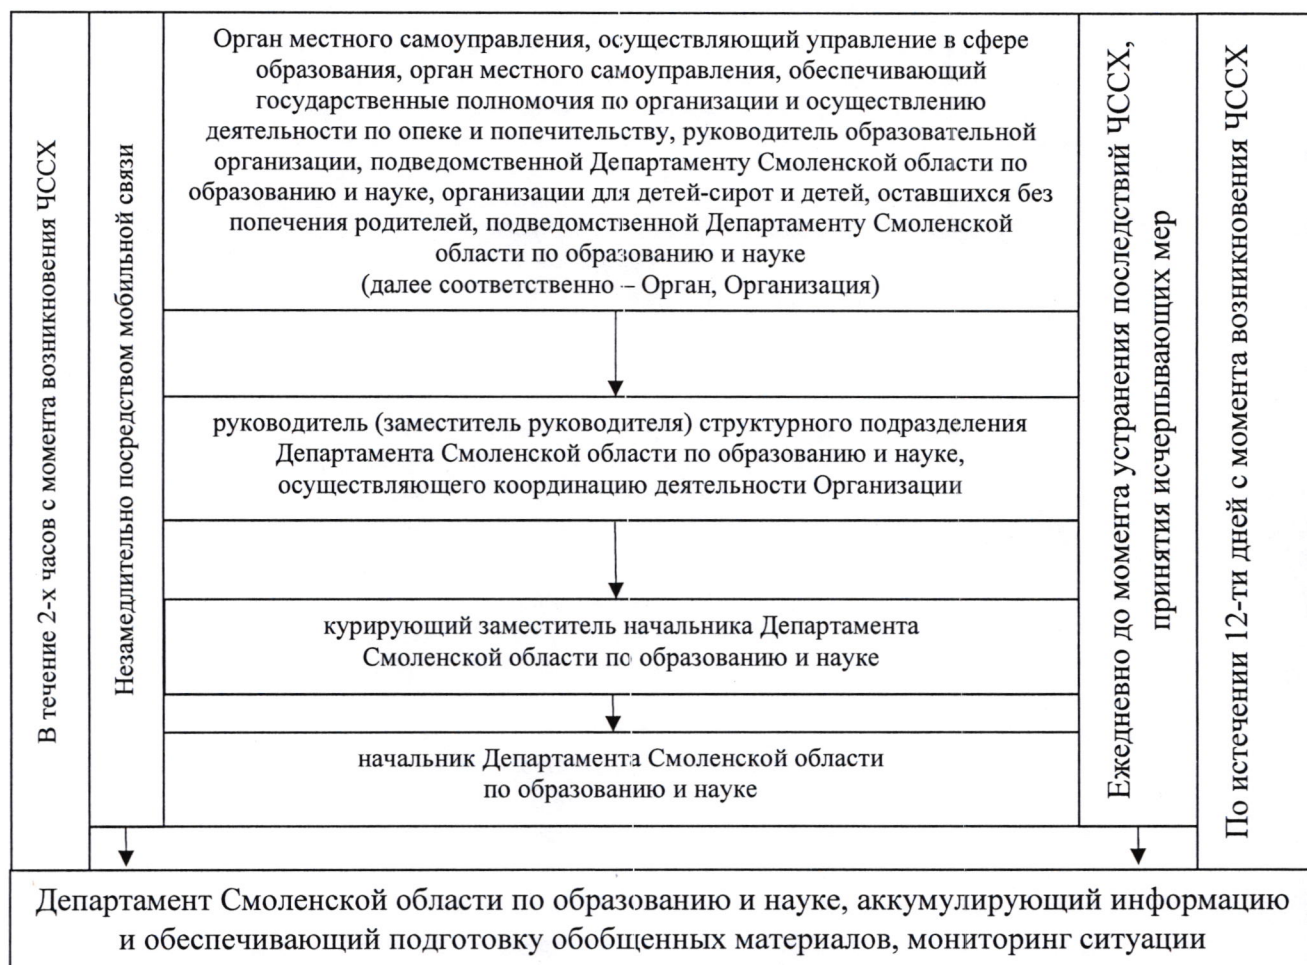 В течение 2-х часов с момента возникновения ЧССХ
Незамедлительно посредством мобильной связи
Орган местного самоуправления, осуществляющий управление в сфере
образования, орган местного самоуправления, обеспечивающий
государственные полномочия по организации и осуществлению
деятельности по опеке и попечительству, руководитель образовательной
организации, подведомственной Департаменту Смоленской области по
образованию и науке, организации для детей-сирот и детей, оставшихся без
попечения родителей, подведомственной Департаменту Смоленской
области по образованию и науке
(далее соответственно – Орган, Организация)
руководитель (заместитель руководителя) структурного подразделения
Департамента Смоленской области по образованию и науке,
осуществляющего координацию деятельности Организации
курирующий заместитель начальника Департамента
Смоленской области по образованию и науке
начальник Департамента Смоленской области
по образованию и науке
Ежедневно до момента устранения последствий ЧССХ,
принятия исчерпывающих мер
По истечении 12-ти дней с момента возникновения ЧССХ
Департамент Смоленской области по образованию и науке, аккумулирующий информацию
и обеспечивающий подготовку обобщенных материалов, мониторинг ситуации